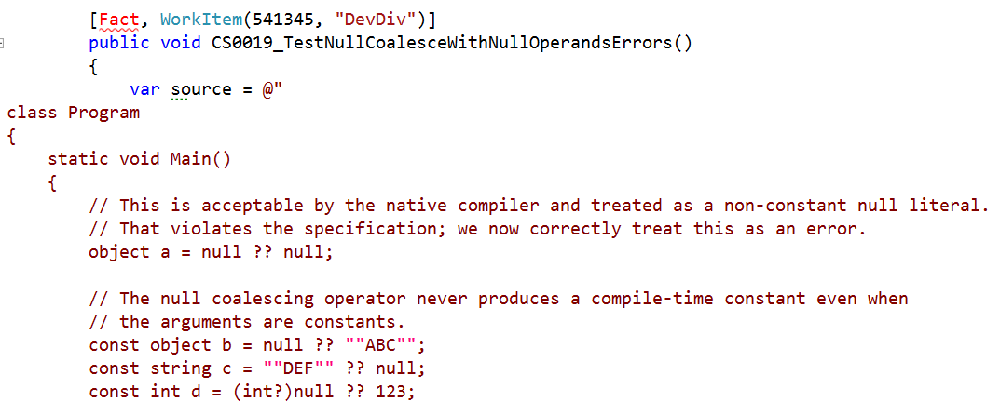 [Fact, WorkItem(541345, "DevDiv")]
public void CS0019_TestNullCoalesceWithNullOperandsErrors()
{
var source = @"
class Program
{
static void Main()
{
// This is acceptable by the native compiler and treated as a non-constant null literal.
// That violates the specification; we now correctly treat this as an error.
object a = null ?? null;
// The null coalescing operator never produces a compile-time constant even when
// the arguments are constants.
const object b = null ?? ""ABC"";
const string c = ""DEF"" ?? null;
const int d = (int?)null ?? 123;